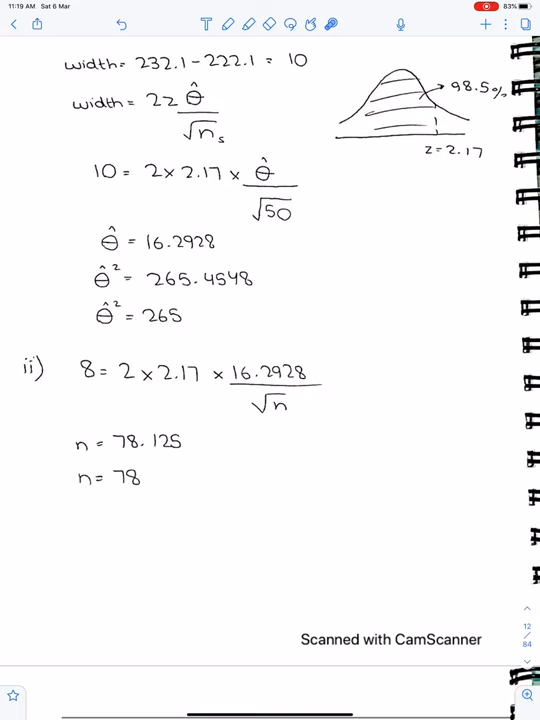 11:19 AM Sat 6 Mar
83%
width = 232.1 - 222.1 = 10
width = 2z θ̂ / √n s
98.5%
z = 2.17
10 = 2 × 2.17 × θ̂ / √50
θ̂ = 16.2928
θ̂² = 265.4548
θ̂² = 265
ii) 8 = 2 × 2.17 × 16.2928 / √n
n = 78.125
n = 78
Scanned with CamScanner
12
/
84